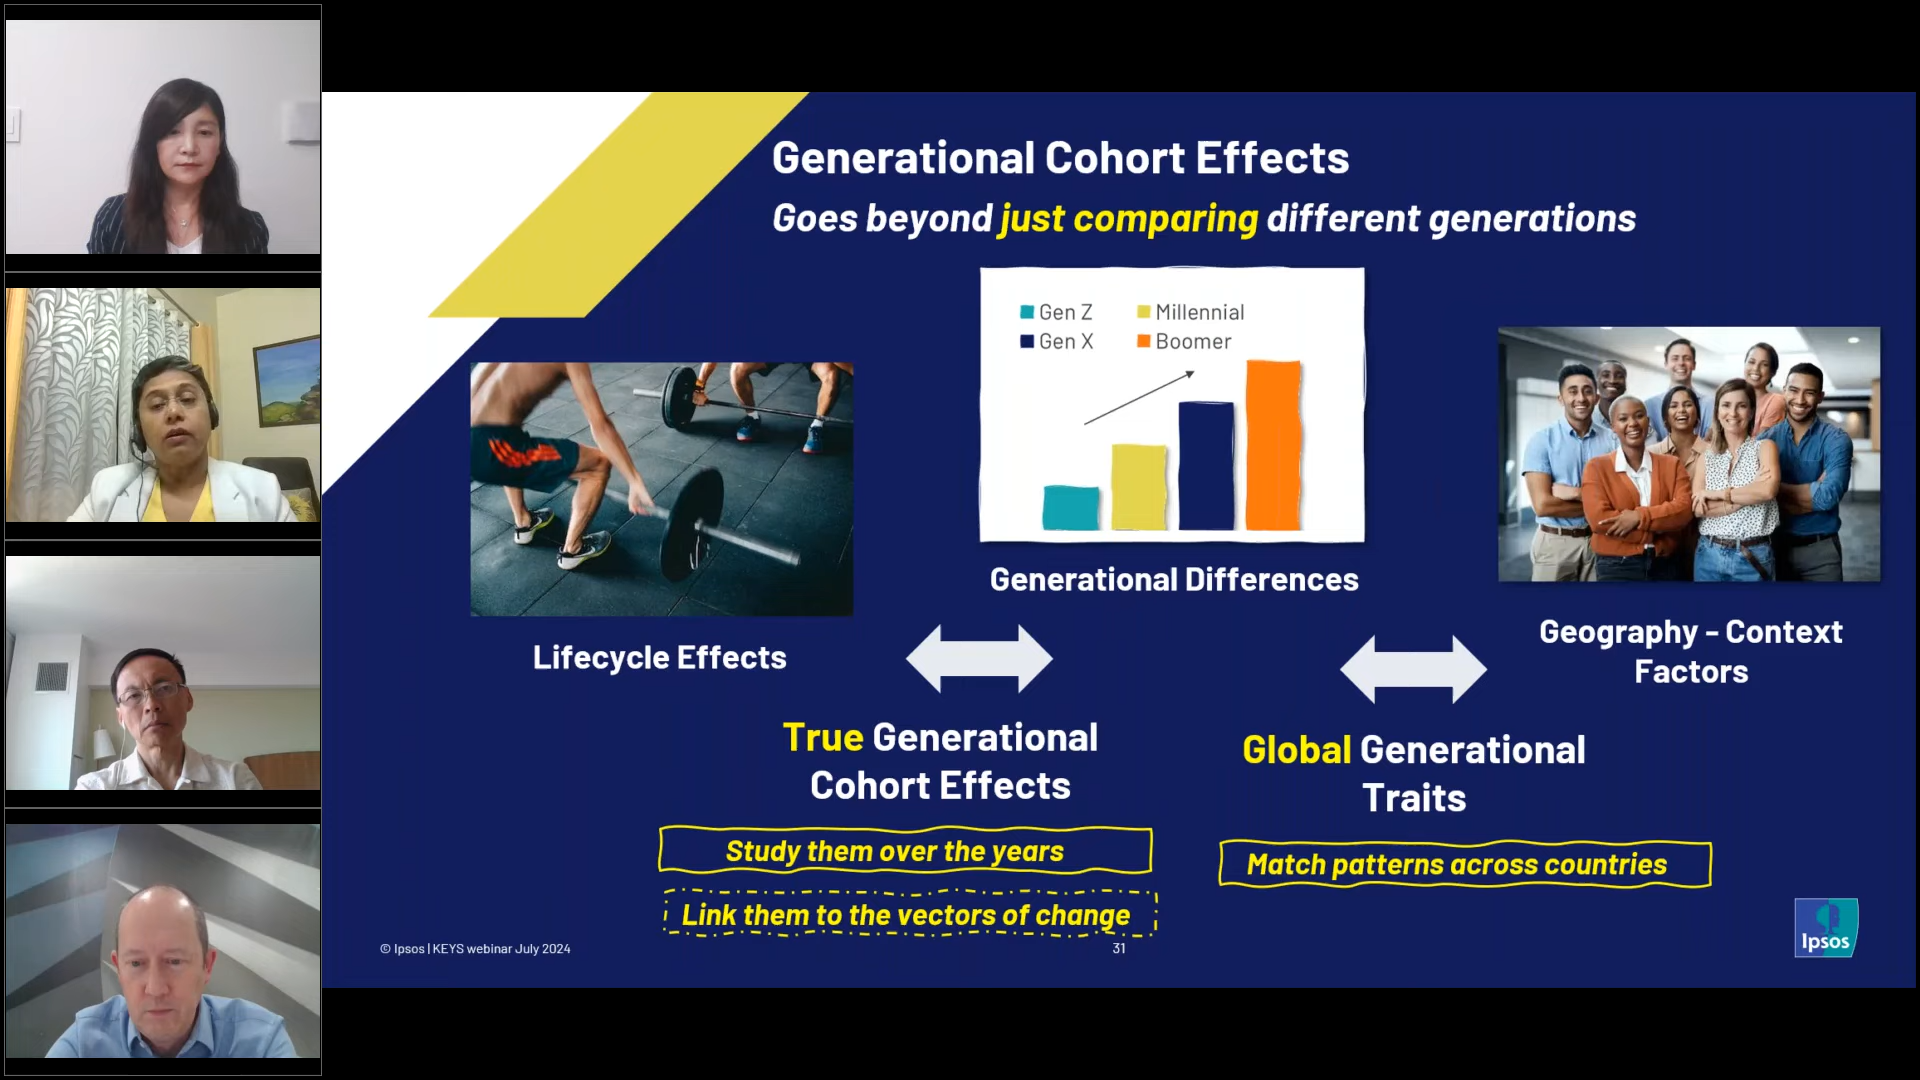 Generational Cohort Effects
Goes beyond just comparing different generations
Gen Z
Millennial
Gen X
Boomer
Generational Differences
Lifecycle Effects
Geography - Context
Factors
True Generational
Cohort Effects
Global Generational
Traits
Study them over the years
Match patterns across countries
Link them to the vectors of change
© Ipsos | KEYS webinar July 2024
31
Ipsos